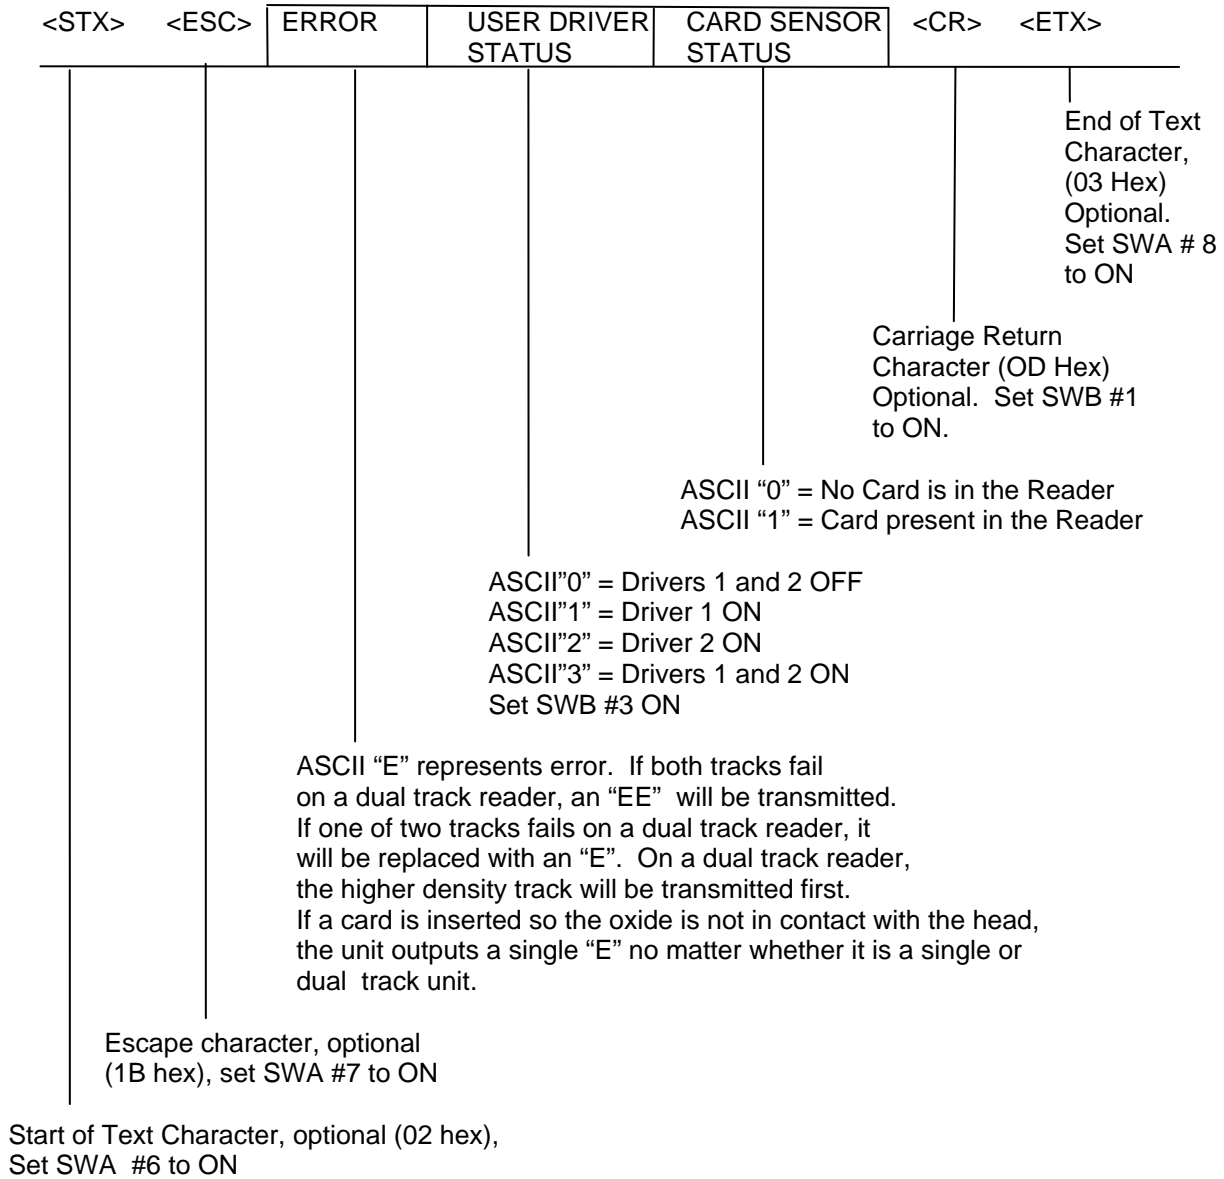 <STX> <ESC> ERROR USER DRIVER CARD SENSOR <CR> <ETX>
STATUS STATUS
End of Text
Character,
(03 Hex)
Optional.
Set SWA # 8
to ON
Carriage Return
Character (OD Hex)
Optional. Set SWB #1
to ON.
ASCII “0” = No Card is in the Reader
ASCII “1” = Card present in the Reader
ASCII”0” = Drivers 1 and 2 OFF
ASCII”1” = Driver 1 ON
ASCII”2” = Driver 2 ON
ASCII”3” = Drivers 1 and 2 ON
Set SWB #3 ON
ASCII “E” represents error. If both tracks fail
on a dual track reader, an “EE” will be transmitted.
If one of two tracks fails on a dual track reader, it
will be replaced with an “E”. On a dual track reader,
the higher density track will be transmitted first.
If a card is inserted so the oxide is not in contact with the head,
the unit outputs a single “E” no matter whether it is a single or
dual track unit.
Escape character, optional
(1B hex), set SWA #7 to ON
Start of Text Character, optional (02 hex),
Set SWA #6 to ON